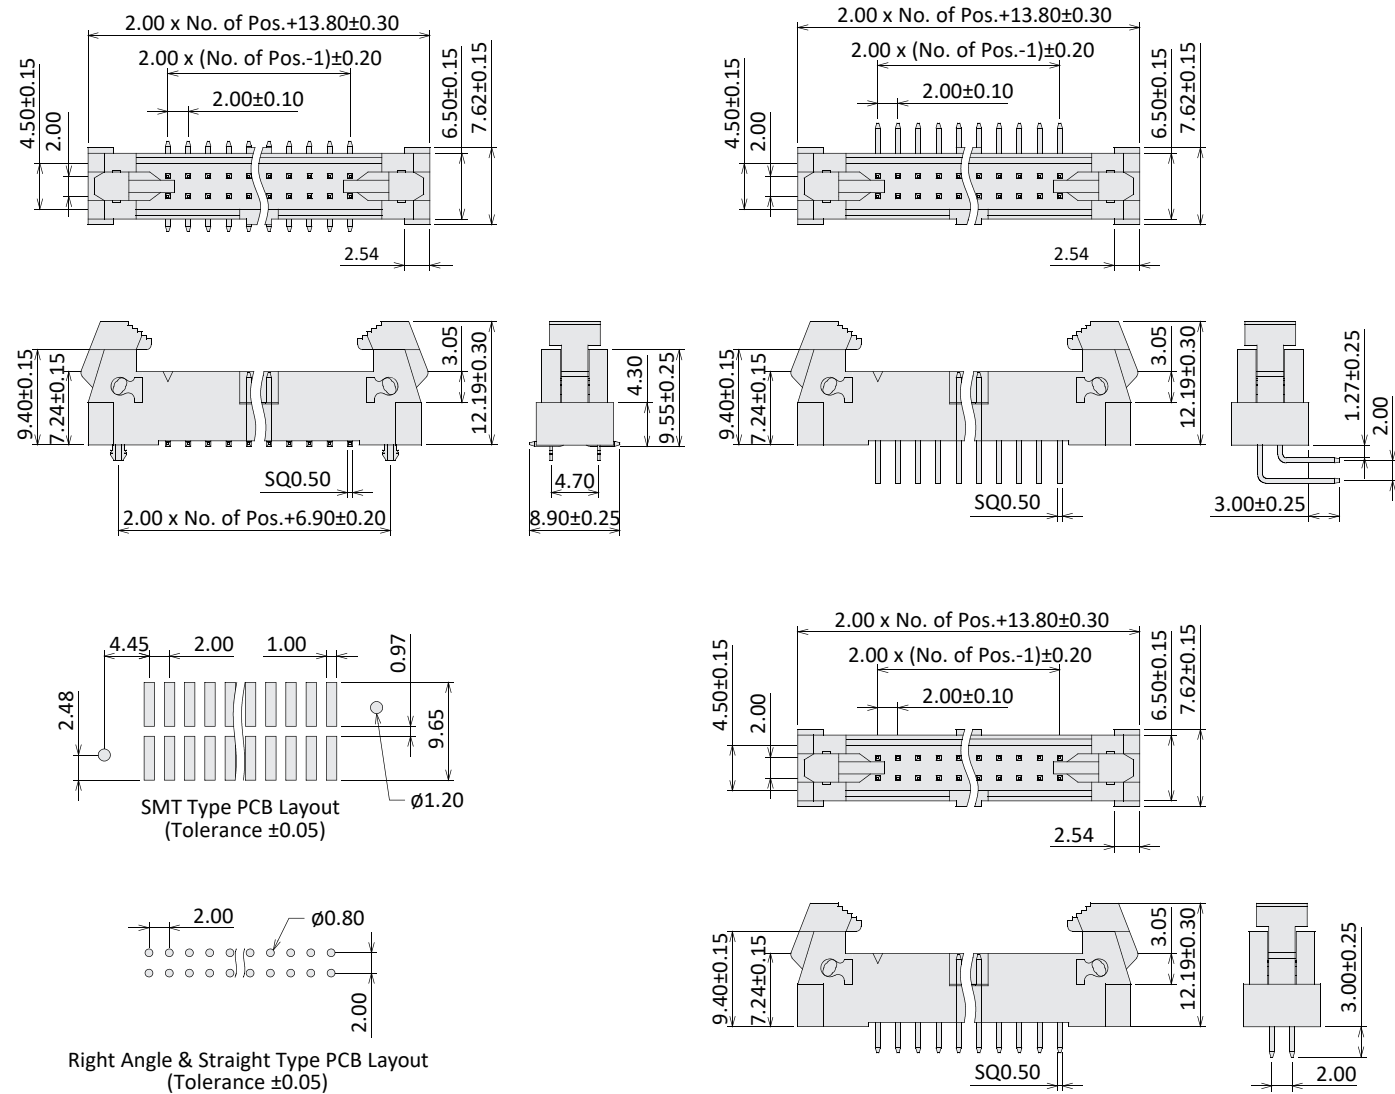 2.00 x No. of Pos.+13.80±0.30
2.00 x (No. of Pos.-1)±0.20
2.00±0.10
4.50±0.15
2.00
6.50±0.15
7.62±0.15
2.54
2.00 x No. of Pos.+13.80±0.30
2.00 x (No. of Pos.-1)±0.20
2.00±0.10
4.50±0.15
2.00
6.50±0.15
7.62±0.15
2.54
9.40±0.15
7.24±0.15
3.05
12.19±0.30
SQ0.50
2.00 x No. of Pos.+6.90±0.20
4.30
9.55±0.25
4.70
8.90±0.25
9.40±0.15
7.24±0.15
3.05
12.19±0.30
SQ0.50
1.27±0.25
2.00
3.00±0.25
4.45
2.00
1.00
0.97
2.48
9.65
ø1.20
SMT Type PCB Layout
(Tolerance ±0.05)
2.00 x No. of Pos.+13.80±0.30
2.00 x (No. of Pos.-1)±0.20
2.00±0.10
4.50±0.15
2.00
6.50±0.15
7.62±0.15
2.54
2.00
ø0.80
2.00
Right Angle & Straight Type PCB Layout
(Tolerance ±0.05)
9.40±0.15
7.24±0.15
3.05
12.19±0.30
SQ0.50
3.00±0.25
2.00